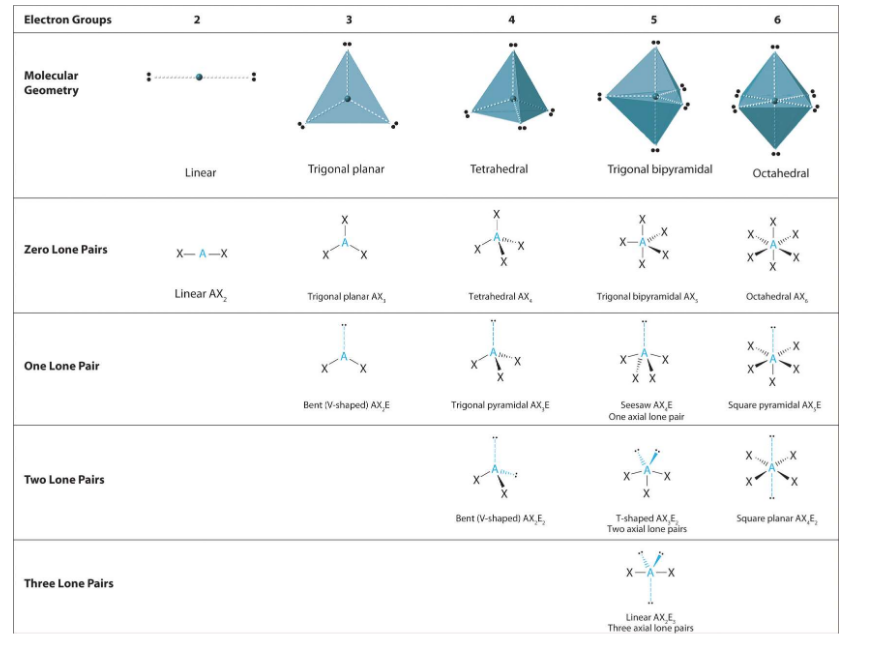 Electron Groups 2 3 4 5 6
Molecular
Geometry
Linear Trigonal planar Tetrahedral Trigonal bipyramidal Octahedral
Zero Lone Pairs
X—A—X
X
A
X X
X
A
X X
X
X
X A X
X
X
X
X X
A
X X
X
Linear AX₂ Trigonal planar AX₃ Tetrahedral AX₄ Trigonal bipyramidal AX₅ Octahedral AX₆
One Lone Pair
A
X X
A
X X
X
X A X
X X
X X
A
X X
X
Bent (V-shaped) AX₂E Trigonal pyramidal AX₃E Seesaw AX₄E Square pyramidal AX₅E
One axial lone pair
Two Lone Pairs
A
X
X
X A X
X
X X
A
X X
Bent (V-shaped) AX₂E₂ T-shaped AX₃E₂ Square planar AX₄E₂
Two axial lone pairs
Three Lone Pairs
X—A—X
Linear AX₂E₃
Three axial lone pairs